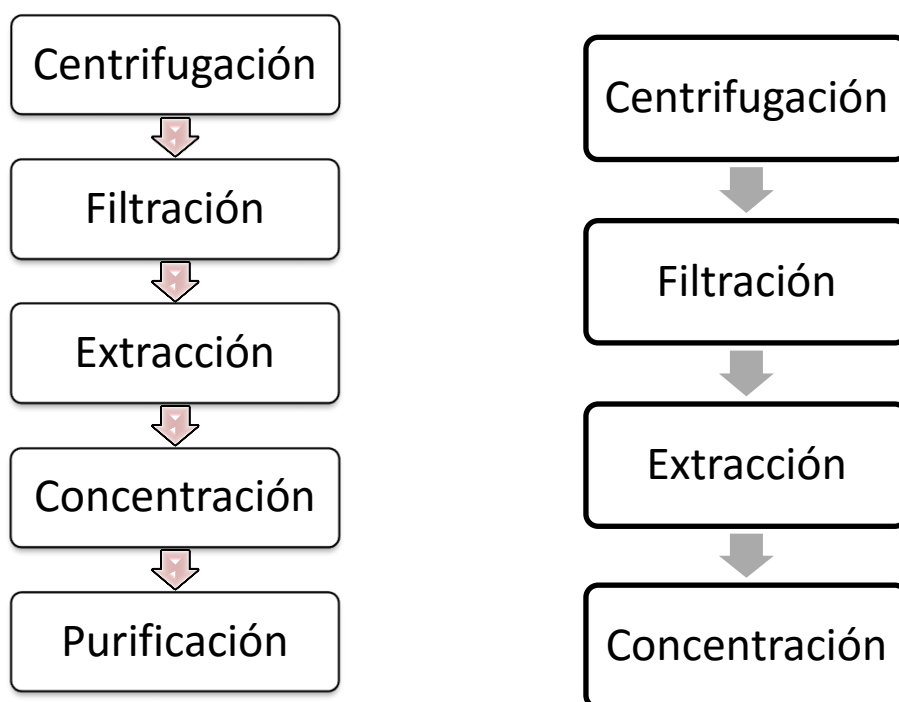 Centrifugación
Filtración
Extracción
Concentración
Purificación
Centrifugación
Filtración
Extracción
Concentración